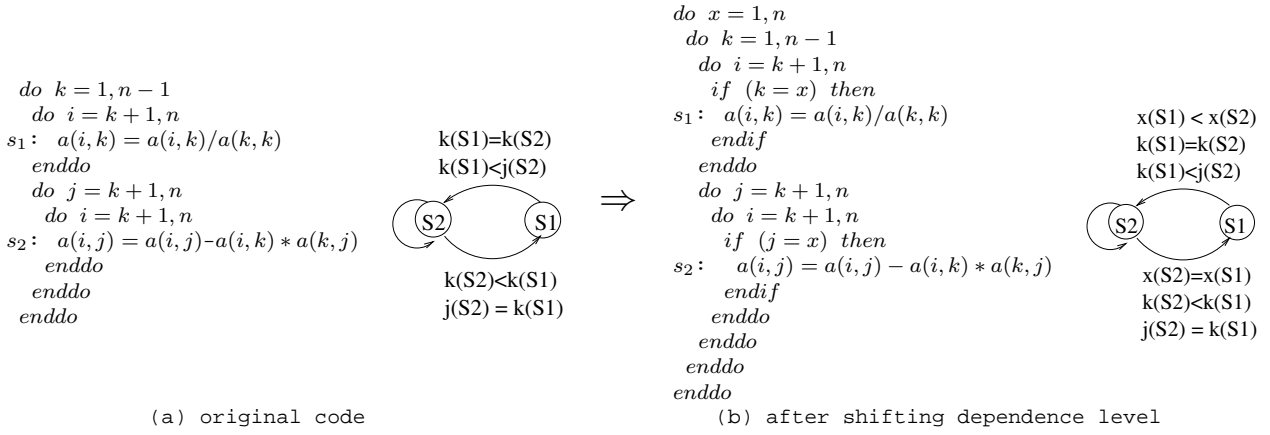 do k = 1, n − 1
do i = k + 1, n
s₁: a(i, k) = a(i, k)/a(k, k)
enddo
do j = k + 1, n
do i = k + 1, n
s₂: a(i, j) = a(i, j)−a(i, k) ∗ a(k, j)
enddo
enddo
enddo
k(S1)=k(S2)
k(S1)<j(S2)
S2 S1
k(S2)<k(S1)
j(S2) = k(S1)
(a) original code
⇒
do x = 1, n
do k = 1, n − 1
do i = k + 1, n
if (k = x) then
s₁: a(i, k) = a(i, k)/a(k, k)
endif
enddo
do j = k + 1, n
do i = k + 1, n
if (j = x) then
s₂: a(i, j) = a(i, j) − a(i, k) ∗ a(k, j)
endif
enddo
enddo
enddo
enddo
x(S1) < x(S2)
k(S1)=k(S2)
k(S1)<j(S2)
S2 S1
x(S2)=x(S1)
k(S2)<k(S1)
j(S2) = k(S1)
(b) after shifting dependence level